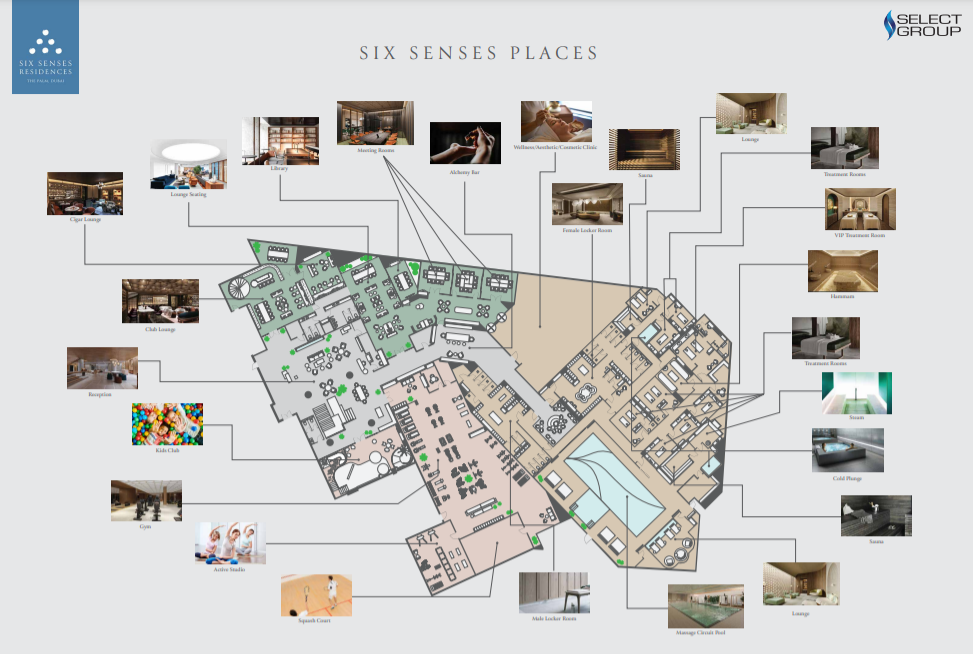 SIX SENSES
RESIDENCES
THE PALM, DUBAI
SELECT
GROUP
SIX SENSES PLACES
Lounge
Meeting Rooms
Wellness/Aesthetic/Cosmetic Clinic
Library
Alchemy Bar
Sauna
Treatment Rooms
Lounge Seating
Cigar Lounge
Female Locker Room
VIP Treatment Room
Hammam
Club Lounge
Treatment Rooms
Reception
Steam
Kids Club
Cold Plunge
Gym
Sauna
Active Studio
Squash Court
Male Locker Room
Lounge
Massage Circuit Pool